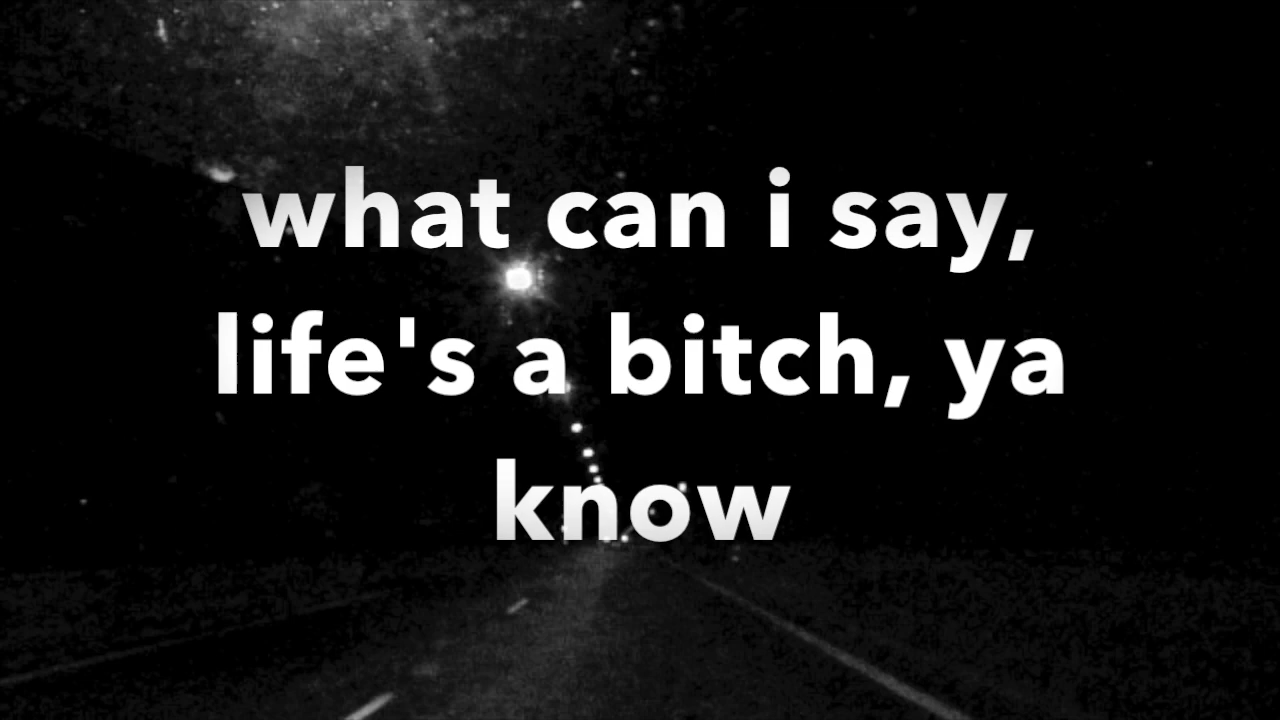 what can i say,
life's a bitch, ya
know